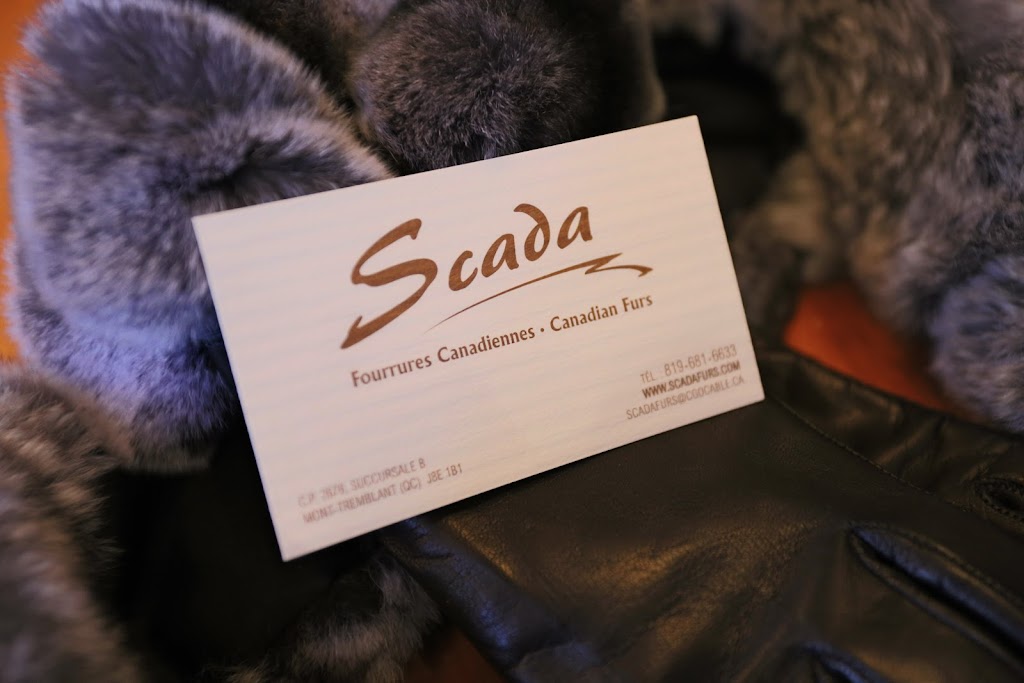 Scada
Fourrures Canadiennes • Canadian Furs
TÉL.: 819-681-6633
WWW.SCADAFURS.COM
SCADAFURS@CGOCABLE.CA
C.P. 2878, SUCCURSALE B
MONT-TREMBLANT (QC) J8E 1B1